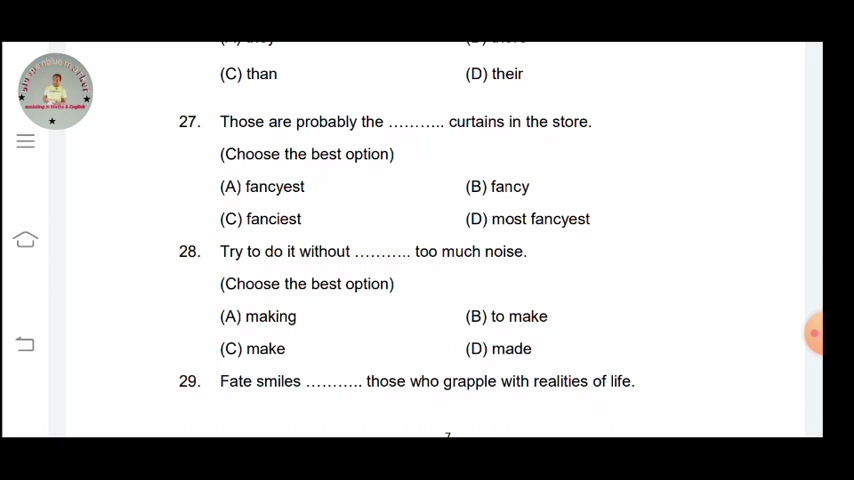 (C) than
(D) their
27. Those are probably the ……….. curtains in the store.
(Choose the best option)
(A) fancyest
(B) fancy
(C) fanciest
(D) most fancyest
28. Try to do it without ……….. too much noise.
(Choose the best option)
(A) making
(B) to make
(C) make
(D) made
29. Fate smiles ……….. those who grapple with realities of life.